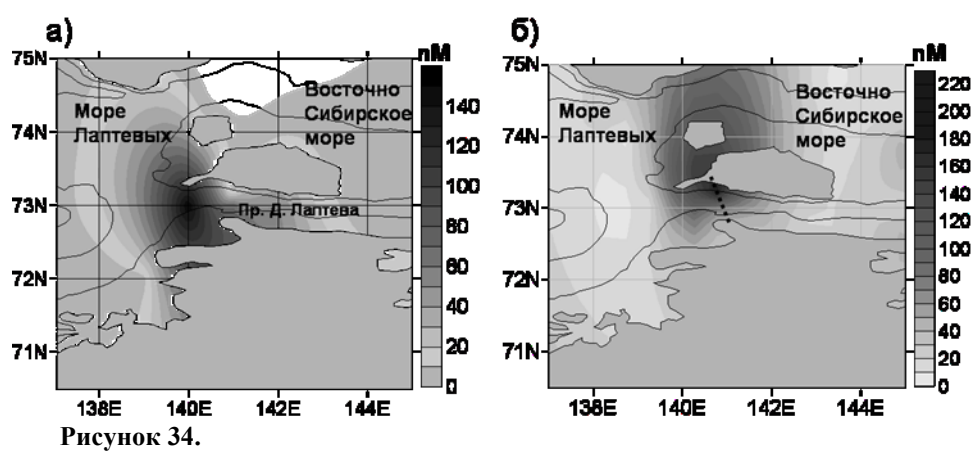 а)
б)
nM
nM
75N
74N
73N
72N
71N
138E
140E
142E
144E
Море
Лаптевых
Восточно
Сибирское
море
Пр. Д. Лаптева
140
120
100
80
60
40
20
0
75N
74N
73N
72N
71N
138E
140E
142E
144E
Море
Лаптевых
Восточно
Сибирское
море
220
200
180
160
140
120
100
80
60
40
20
0
Рисунок 34.